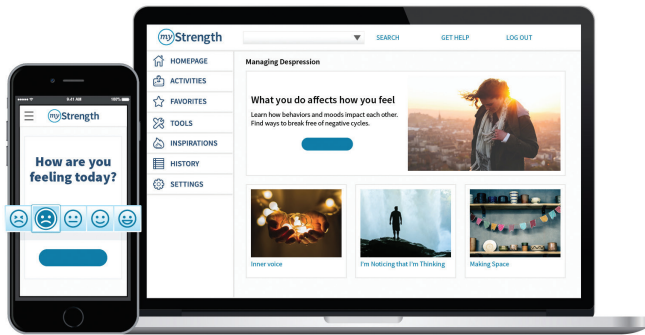 myStrength
SEARCH
GET HELP
LOG OUT
HOMEPAGE
ACTIVITIES
FAVORITES
TOOLS
INSPIRATIONS
HISTORY
SETTINGS
Managing Despression
What you do affects how you feel
Learn how behaviors and moods impact each other.
Find ways to break free of negative cycles.
Inner voice
I'm Noticing that I'm Thinking
Making Space
9:41 AM
100%
myStrength
How are you
feeling today?